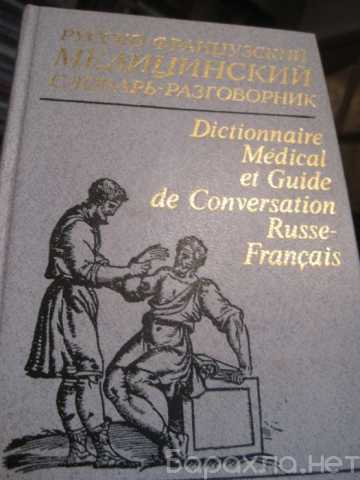 РУССКО-ФРАНЦУЗСКИЙ
МЕДИЦИНСКИЙ
СЛОВАРЬ-РАЗГОВОРНИК
Dictionnaire
Médical
et Guide
de Conversation
Russe-
Français
Барахла.нет